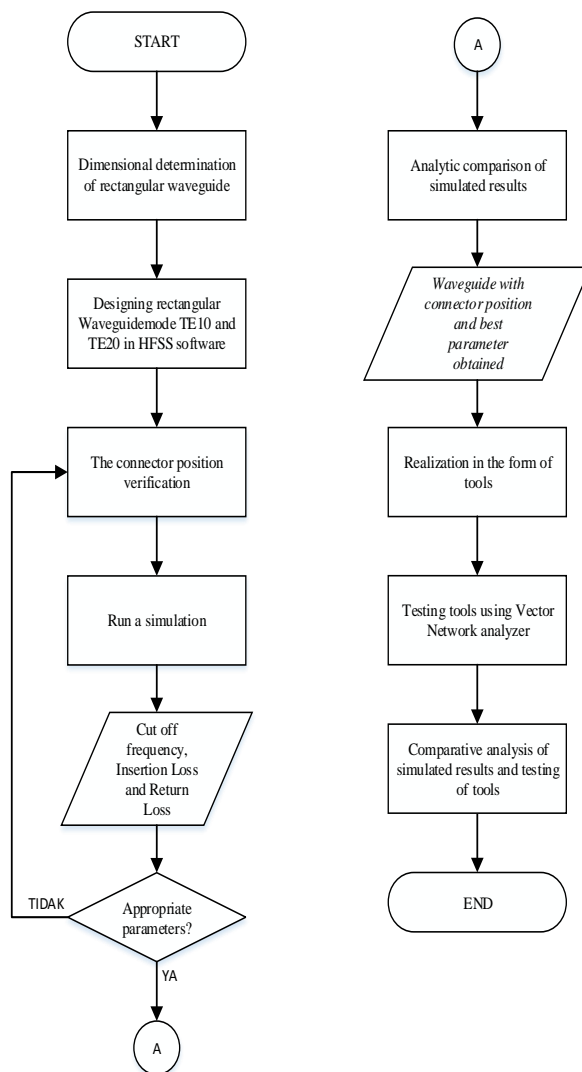 START
Dimensional determination
of rectangular waveguide
Designing rectangular
Waveguidemode TE10 and
TE20 in HFSS software
The connector position
verification
Run a simulation
Cut off
frequency,
Insertion Loss
and Return
Loss
TIDAK
Appropriate
parameters?
YA
A
A
Analytic comparison of
simulated results
Waveguide with
connector position
and best
parameter
obtained
Realization in the form of
tools
Testing tools using Vector
Network analyzer
Comparative analysis of
simulated results and testing
of tools
END